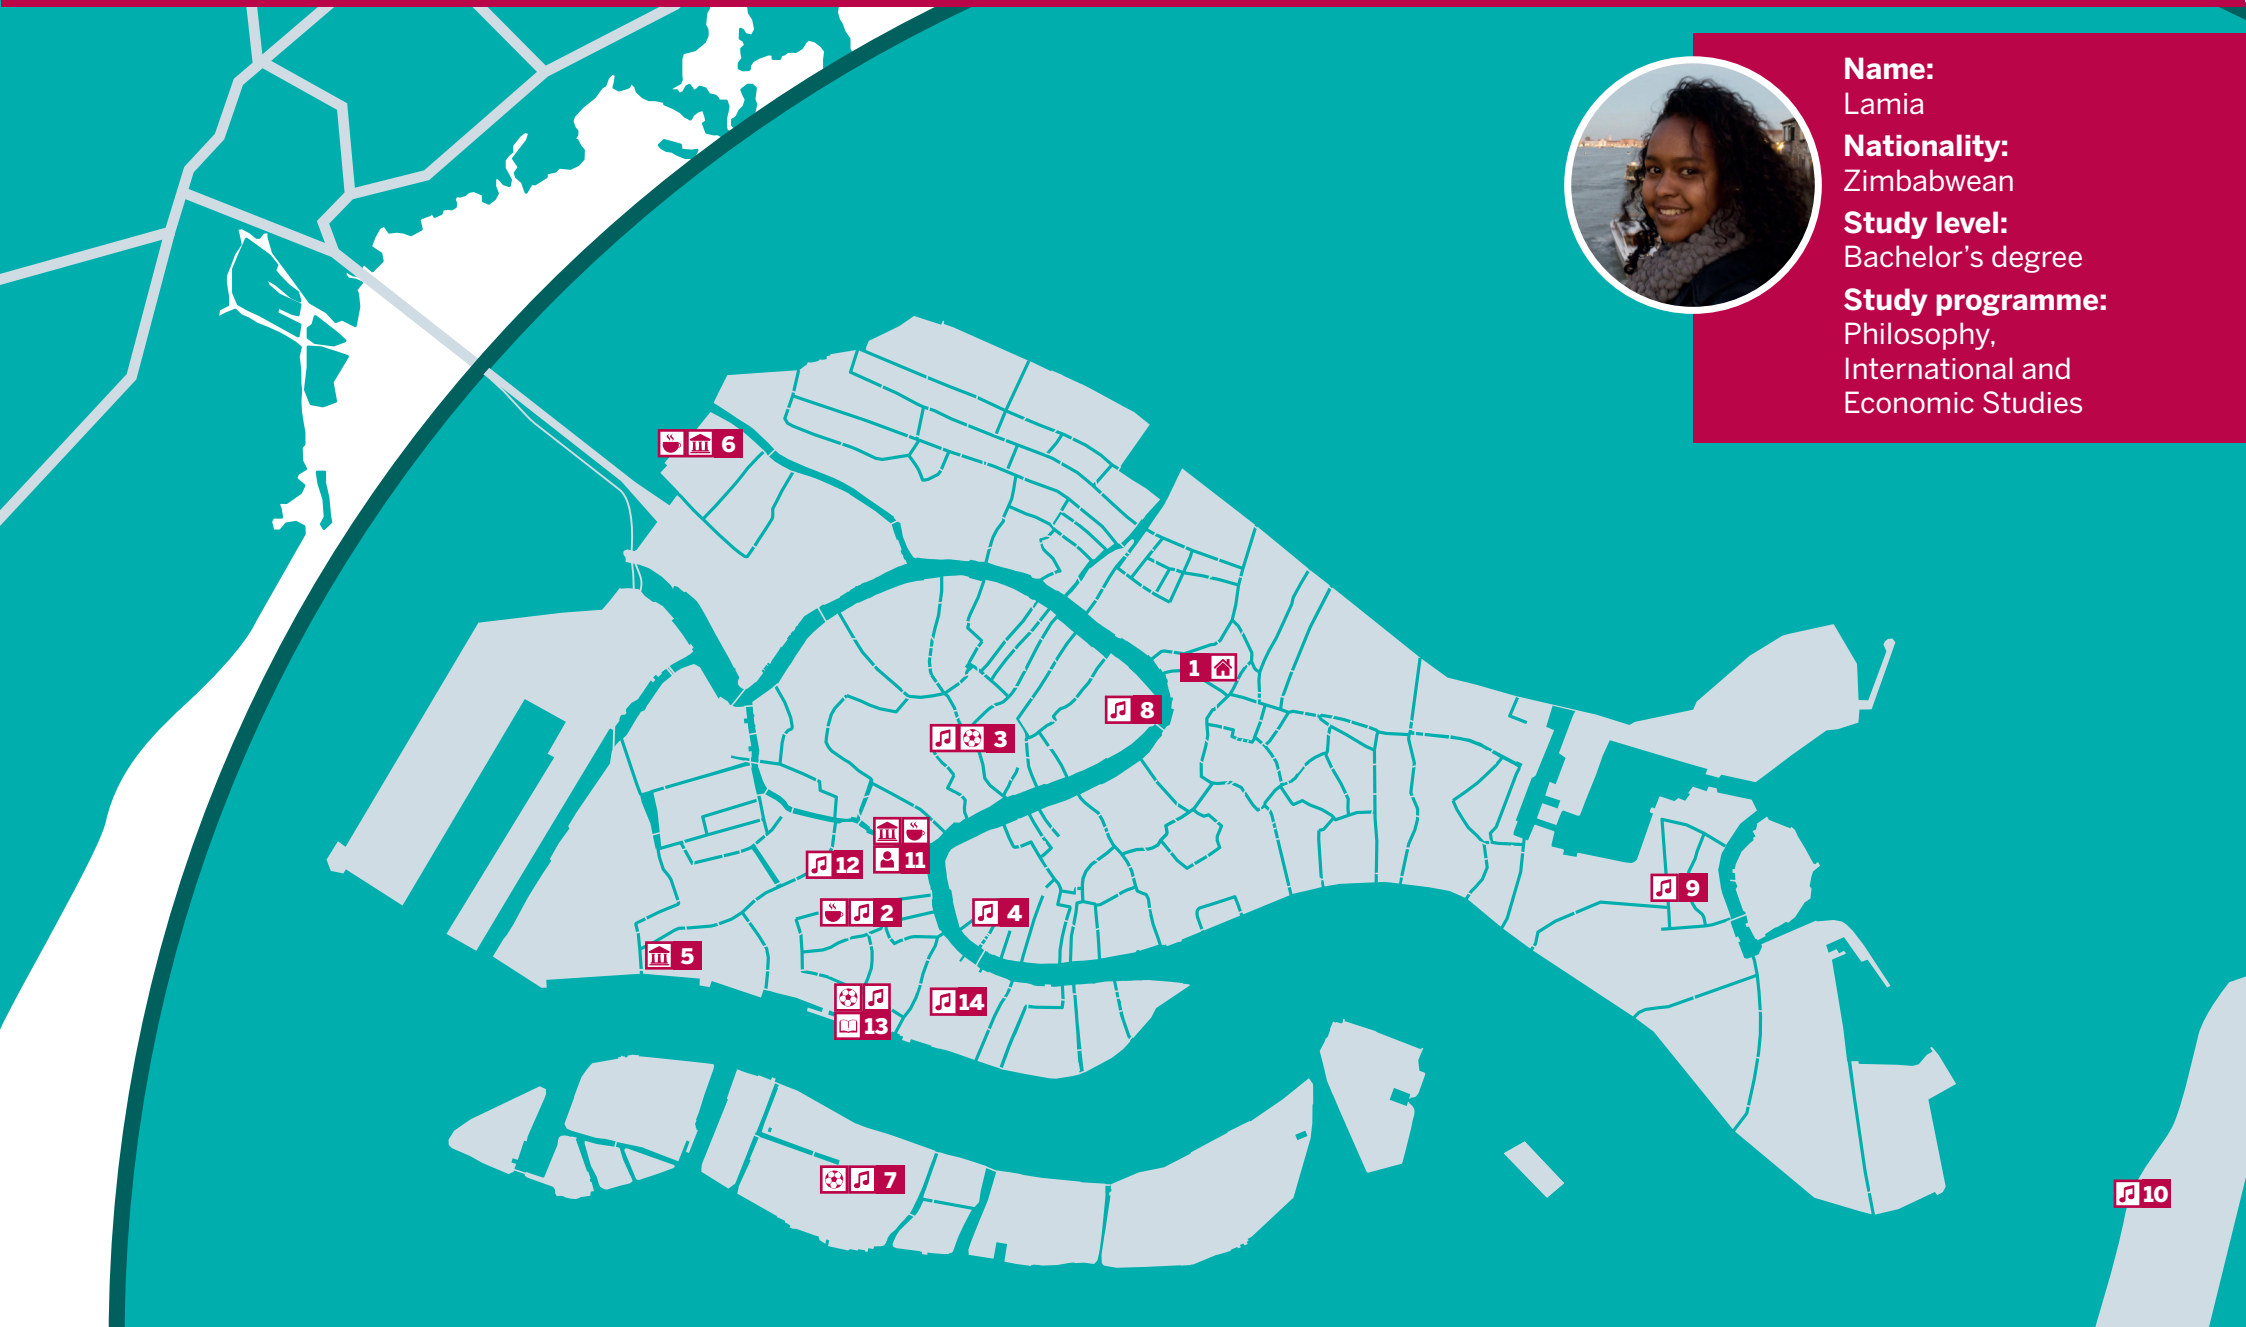 Name:
Lamia
Nationality:
Zimbabwean
Study level:
Bachelor’s degree
Study programme:
Philosophy,
International and
Economic Studies
6
1
8
3
11
12
2
4
9
5
14
13
7
10